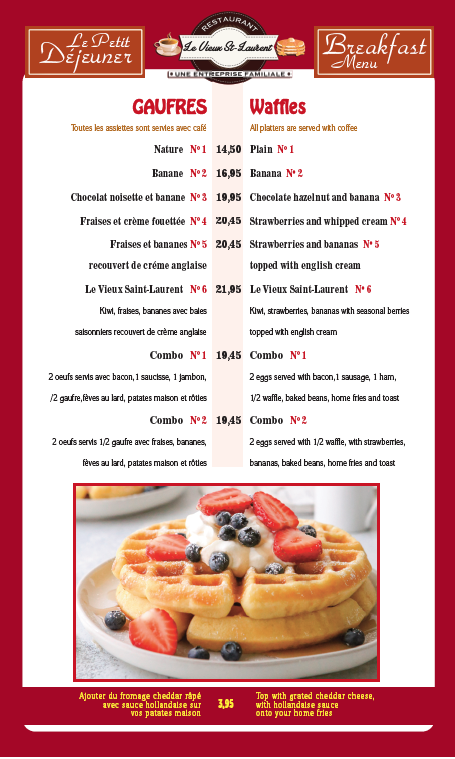 Le Petit
Déjeuner
RESTAURANT
Le Vieux St-Laurent
• UNE ENTREPRISE FAMILIALE •
Breakfast
Menu
GAUFRES
Waffles
Toutes les assiettes sont servies avec café
All platters are served with coffee
Nature Nº 1 14,50 Plain Nº 1
Banane Nº 2 16,95 Banana Nº 2
Chocolat noisette et banane Nº 3 19,95 Chocolate hazelnut and banana Nº 3
Fraises et crème fouettée Nº 4 20,45 Strawberries and whipped cream Nº 4
Fraises et bananes Nº 5 20,45 Strawberries and bananas Nº 5
recouvert de créme anglaise topped with english cream
Le Vieux Saint-Laurent Nº 6 21,95 Le Vieux Saint-Laurent Nº 6
Kiwi, fraises, bananes avec baies Kiwi, strawberries, bananas with seasonal berries
saisonniers recouvert de crème anglaise topped with english cream
Combo Nº 1 19,45 Combo Nº 1
2 oeufs servis avec bacon,1 saucisse, 1 jambon, 2 eggs served with bacon,1 sausage, 1 ham,
/2 gaufre,fèves au lard, patates maison et rôties 1/2 waffle, baked beans, home fries and toast
Combo Nº 2 19,45 Combo Nº 2
2 oeufs servis 1/2 gaufre avec fraises, bananes, 2 eggs served with 1/2 waffle, with strawberries,
fèves au lard, patates maison et rôties bananas, baked beans, home fries and toast
Ajouter du fromage cheddar râpé
avec sauce hollandaise sur
vos patates maison
3,95
Top with grated cheddar cheese,
with hollandaise sauce
onto your home fries